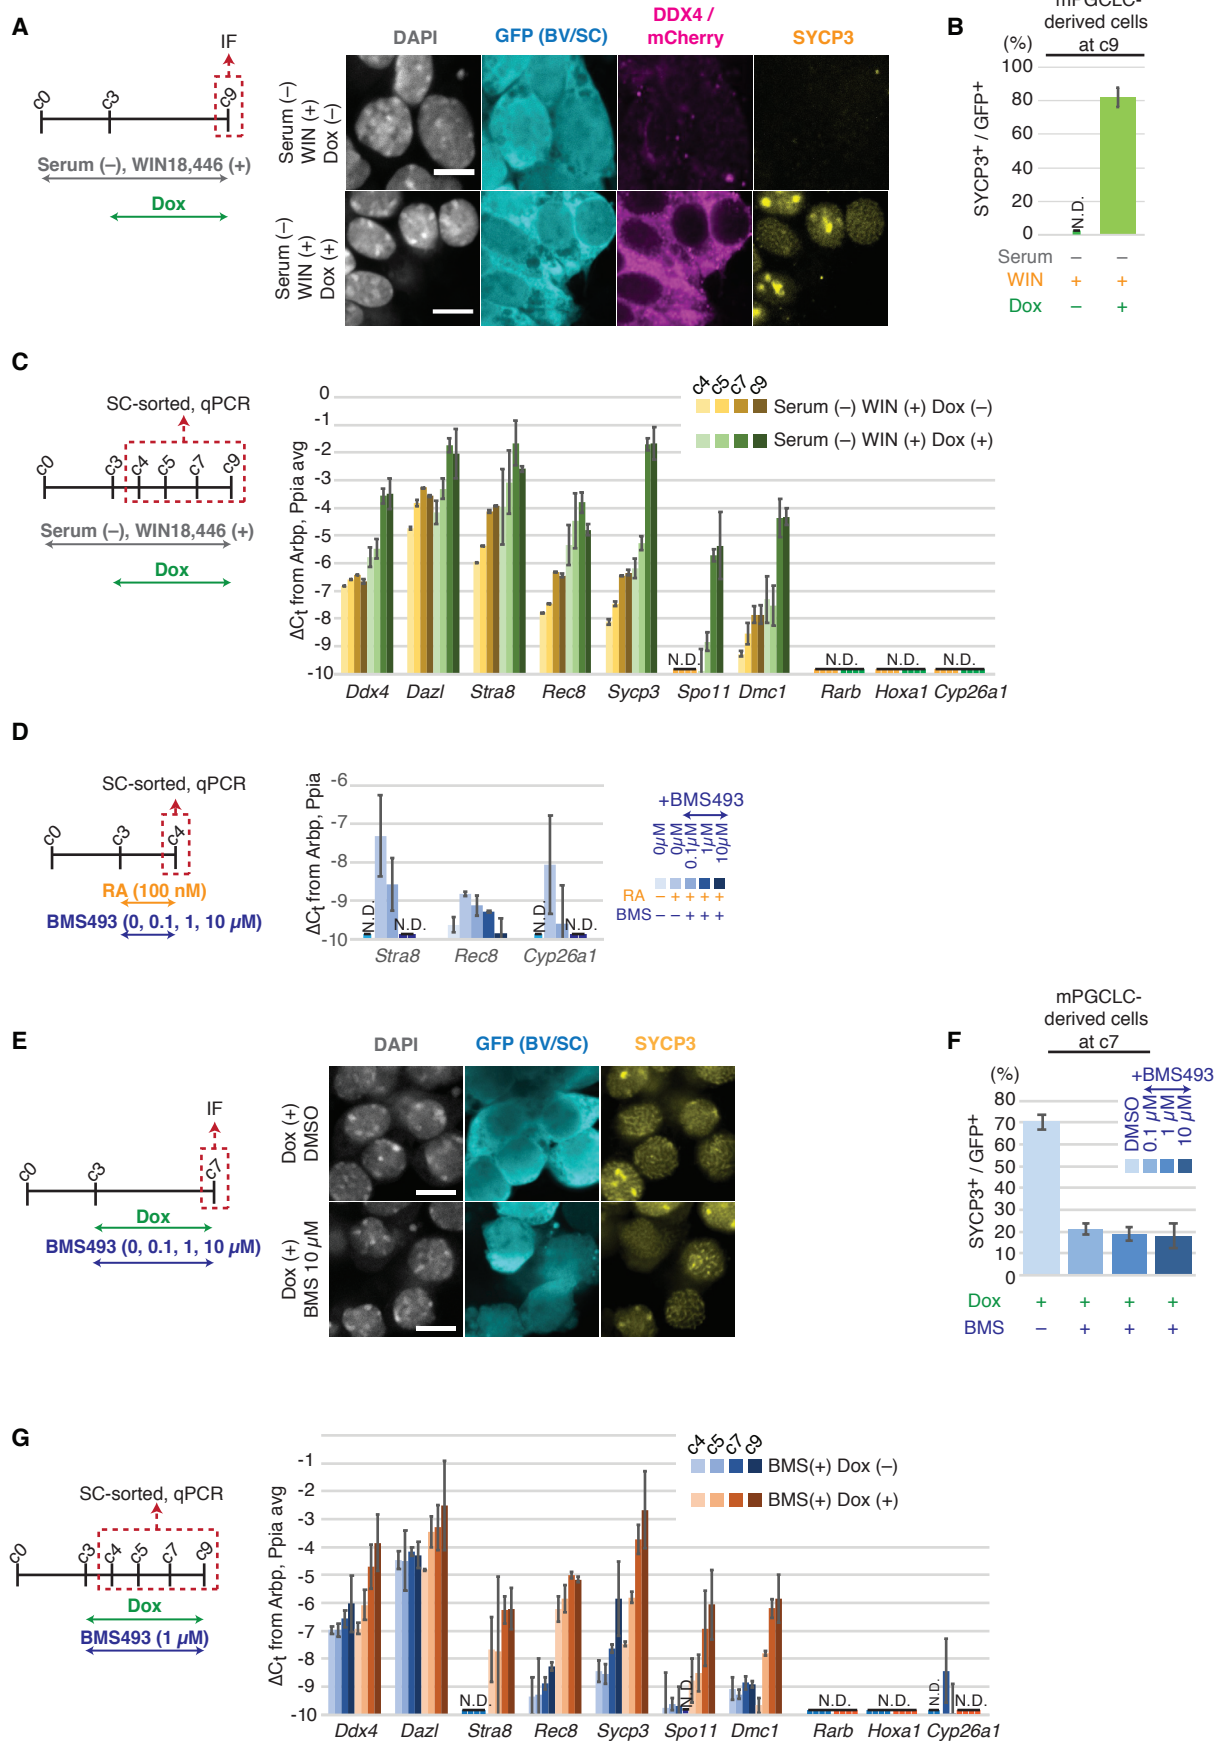 A
IF
c0
c3
c9
Serum (–), WIN18,446 (+)
Dox
DAPI
GFP (BV/SC)
DDX4 /
mCherry
SYCP3
Serum (–)
WIN (+)
Dox (–)
Serum (–)
WIN (+)
Dox (+)
B
mPGCLC-
derived cells
at c9
(%)
SYCP3+ / GFP+
100
80
60
40
20
0
N.D.
Serum – –
WIN + +
Dox – +
C
SC-sorted, qPCR
c0
c3
c4
c5
c7
c9
Serum (–), WIN18,446 (+)
Dox
ΔCt from Arbp, Ppia avg
0
-1
-2
-3
-4
-5
-6
-7
-8
-9
-10
c4
c5
c7
c9
Serum (–) WIN (+) Dox (–)
Serum (–) WIN (+) Dox (+)
N.D.
N.D.
N.D.
N.D.
Ddx4 Dazl Stra8 Rec8 Sycp3 Spo11 Dmc1 Rarb Hoxa1 Cyp26a1
D
SC-sorted, qPCR
c0
c3
c4
RA (100 nM)
BMS493 (0, 0.1, 1, 10 µM)
ΔCt from Arbp, Ppia
-6
-7
-8
-9
-10
N.D.
N.D.
N.D.
N.D.
Stra8 Rec8 Cyp26a1
+BMS493
0µM
0µM
0.1µM
1µM
10µM
RA – + + + +
BMS – – + + +
E
IF
c0
c3
c7
Dox
BMS493 (0, 0.1, 1, 10 µM)
DAPI
GFP (BV/SC)
SYCP3
Dox (+)
DMSO
Dox (+)
BMS 10 µM
F
mPGCLC-
derived cells
at c7
(%)
+BMS493
DMSO
0.1 µM
1 µM
10 µM
SYCP3+ / GFP+
80
70
60
50
40
30
20
10
0
Dox + + + +
BMS – + + +
G
SC-sorted, qPCR
c0
c3
c4
c5
c7
c9
Dox
BMS493 (1 µM)
ΔCt from Arbp, Ppia avg
-1
-2
-3
-4
-5
-6
-7
-8
-9
-10
c4
c5
c7
c9
BMS(+) Dox (–)
BMS(+) Dox (+)
N.D.
N.D.
N.D.
N.D.
N.D.
N.D.
Ddx4 Dazl Stra8 Rec8 Sycp3 Spo11 Dmc1 Rarb Hoxa1 Cyp26a1